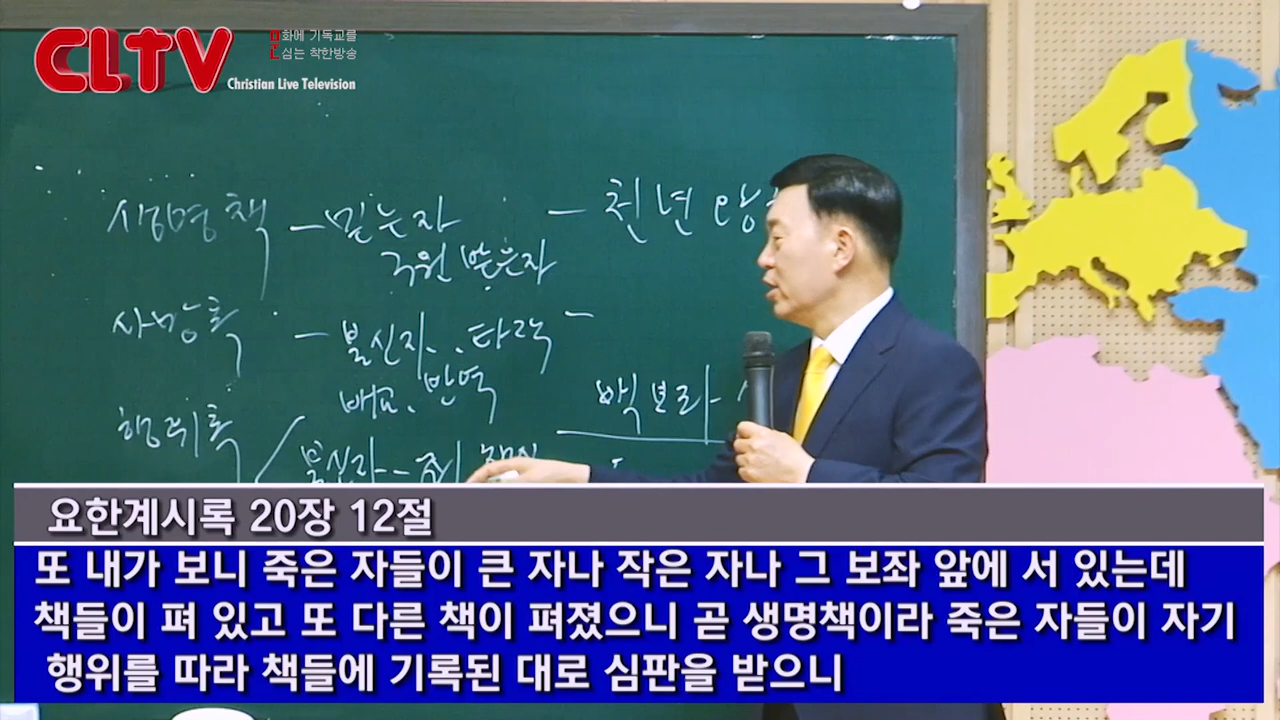 CLTV
문화에 기독교를
심는 착한방송
Christian Live Television
생명책 – 믿는자 – 천년왕
구원 받은자
사망록 – 불신자, 타락 –
배교, 반역
백보좌 –
행위록
불신자 – 죄
요한계시록 20장 12절
또 내가 보니 죽은 자들이 큰 자나 작은 자나 그 보좌 앞에 서 있는데
책들이 펴 있고 또 다른 책이 펴졌으니 곧 생명책이라 죽은 자들이 자기
행위를 따라 책들에 기록된 대로 심판을 받으니